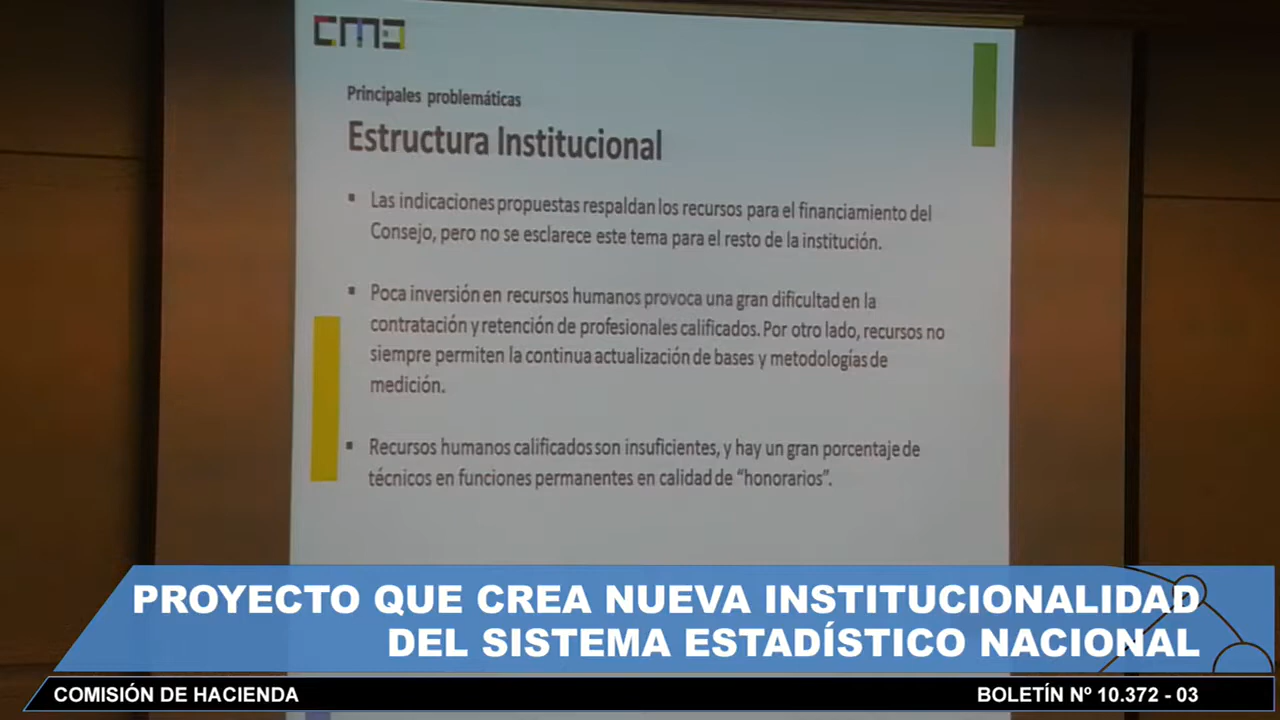 CMD
Principales problemáticas
Estructura Institucional
▪ Las indicaciones propuestas respaldan los recursos para el financiamiento del
Consejo, pero no se esclarece este tema para el resto de la institución.
▪ Poca inversión en recursos humanos provoca una gran dificultad en la
contratación y retención de profesionales calificados. Por otro lado, recursos no
siempre permiten la continua actualización de bases y metodologías de
medición.
▪ Recursos humanos calificados son insuficientes, y hay un gran porcentaje de
técnicos en funciones permanentes en calidad de “honorarios”.
PROYECTO QUE CREA NUEVA INSTITUCIONALIDAD
DEL SISTEMA ESTADÍSTICO NACIONAL
COMISIÓN DE HACIENDA
BOLETÍN Nº 10.372 - 03